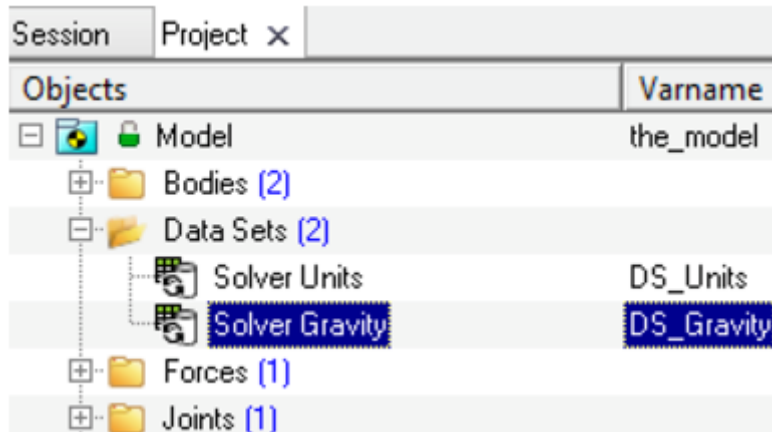 Session Project ×
Objects Varname
Model the_model
Bodies (2)
Data Sets (2)
Solver Units DS_Units
Solver Gravity DS_Gravity
Forces (1)
Joints (1)